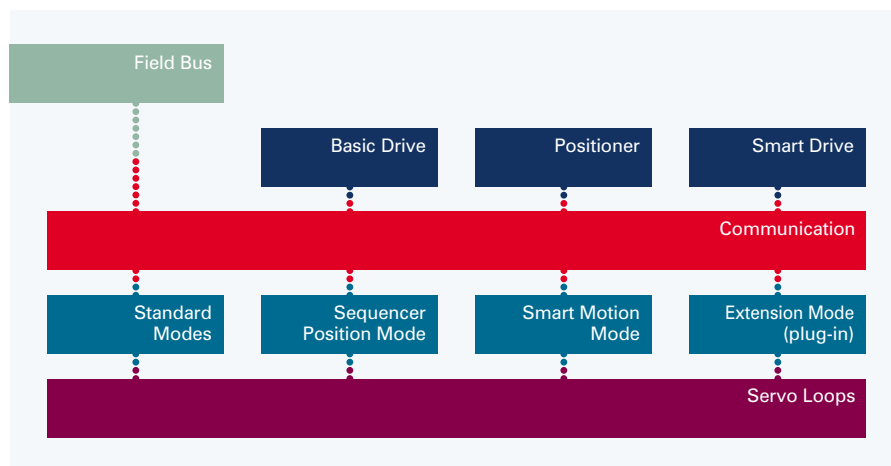 Field Bus
Basic Drive
Positioner
Smart Drive
Communication
Standard
Modes
Sequencer
Position Mode
Smart Motion
Mode
Extension Mode
(plug-in)
Servo Loops